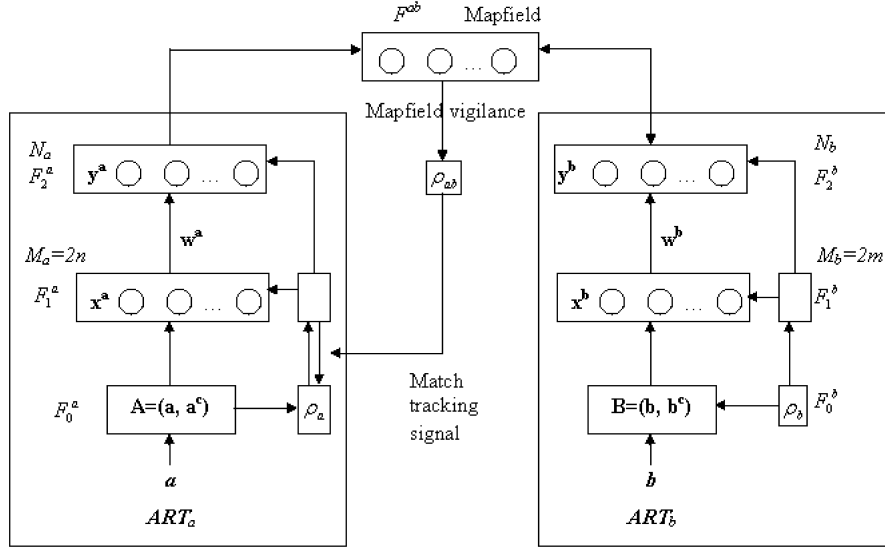 F^ab Mapfield
...
Mapfield vigilance
N_a
F_2^a
y^a ...
ρ_ab
N_b
F_2^b
y^b ...
w^a
w^b
M_a=2n
F_1^a
x^a ...
M_b=2m
F_1^b
x^b ...
Match
tracking
signal
F_0^a
A=(a, a^c)
ρ_a
B=(b, b^c)
ρ_b
F_0^b
a
b
ART_a
ART_b